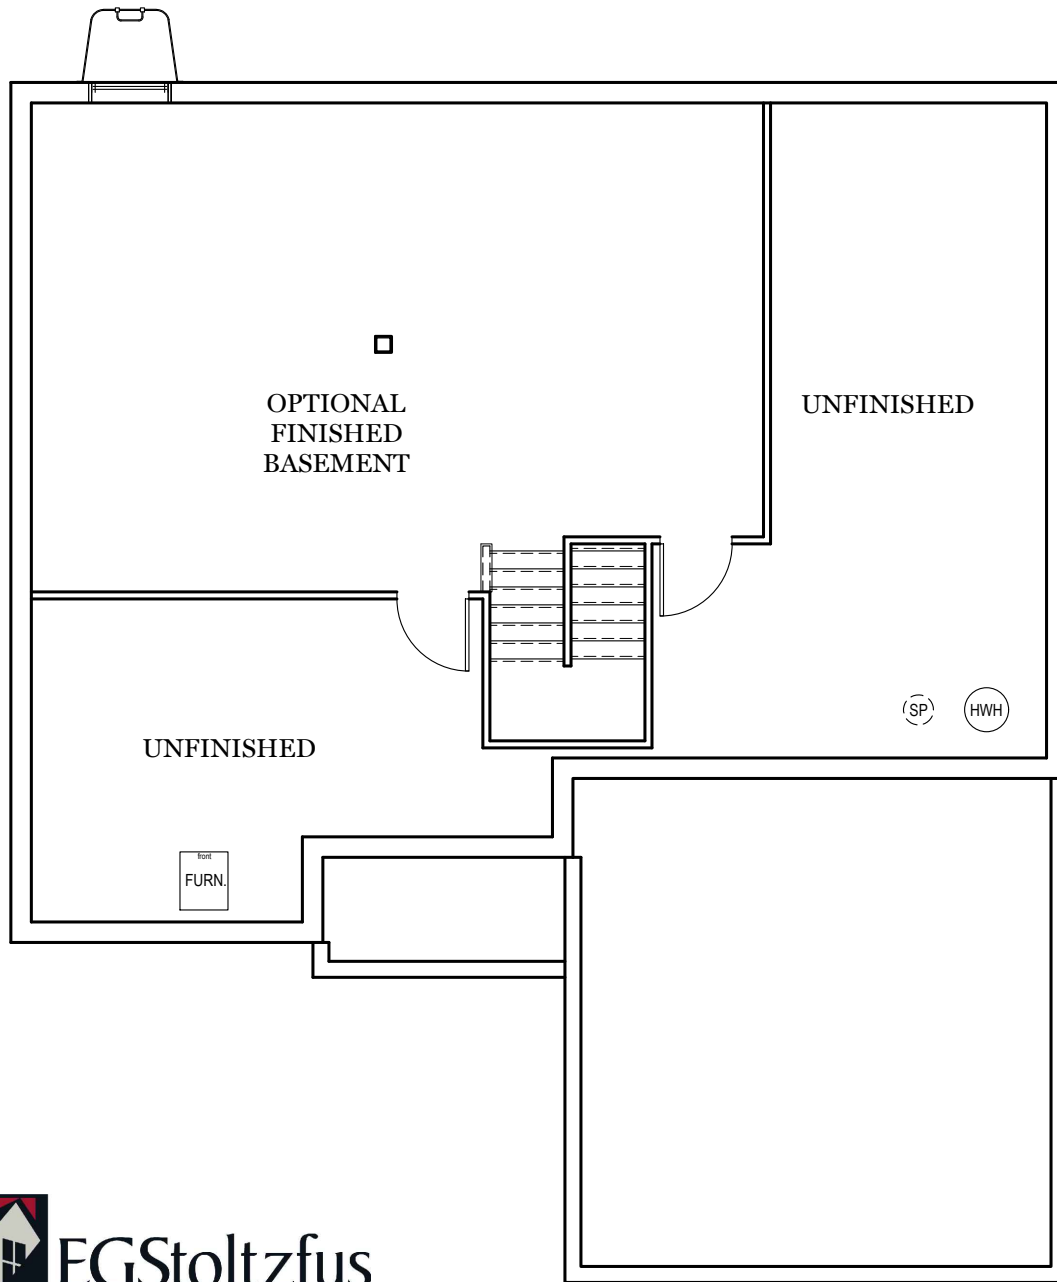 OPTIONAL
FINISHED
BASEMENT
UNFINISHED
SP
HWH
UNFINISHED
front
FURN.
EGStoltzfus